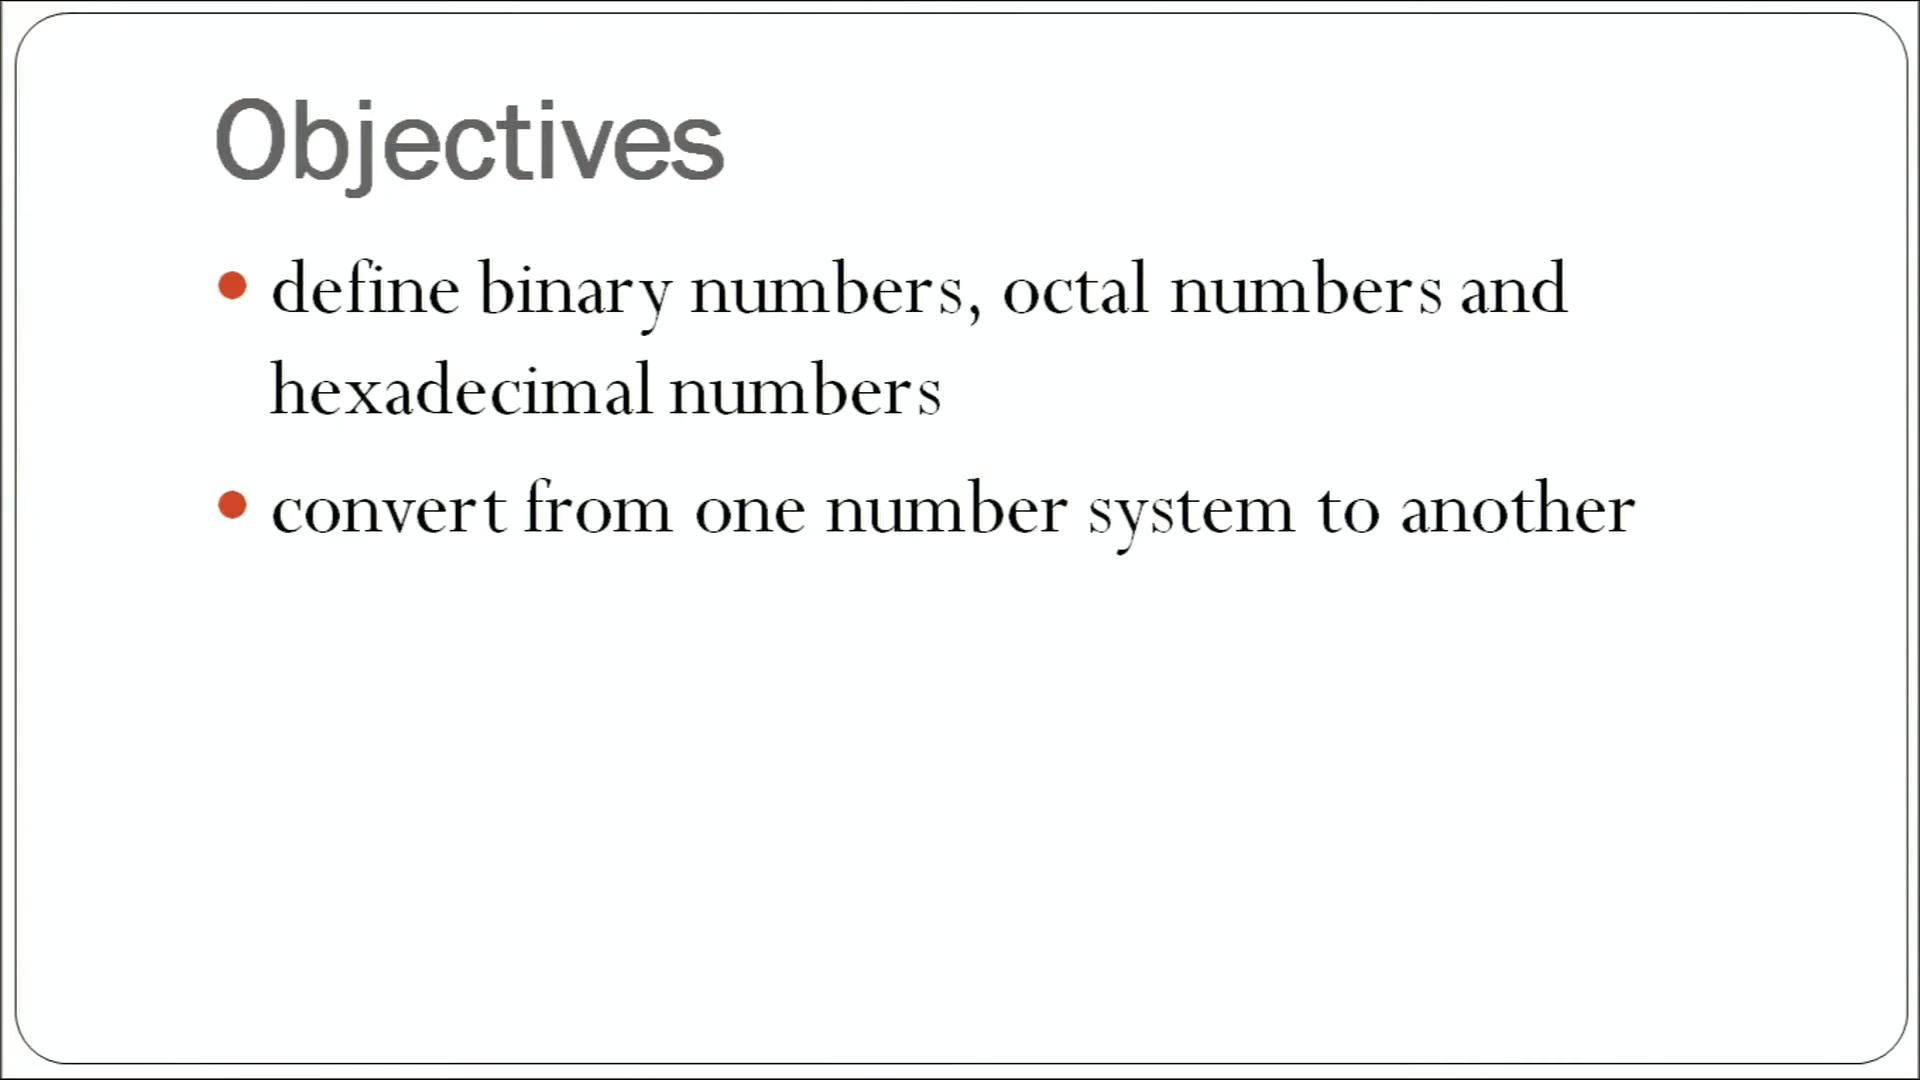 Objectives
define binary numbers, octal numbers and
hexadecimal numbers
convert from one number system to another